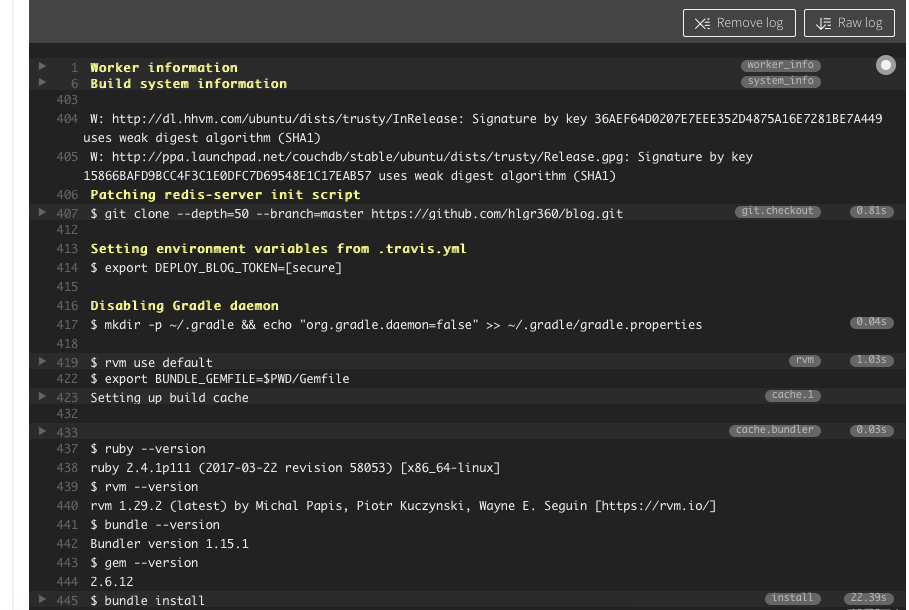 Remove log
Raw log
1 Worker information worker_info
6 Build system information system_info
403
404 W: http://dl.hhvm.com/ubuntu/dists/trusty/InRelease: Signature by key 36AEF64D0207E7EEE352D4875A16E7281BE7A449
uses weak digest algorithm (SHA1)
405 W: http://ppa.launchpad.net/couchdb/stable/ubuntu/dists/trusty/Release.gpg: Signature by key
15866BAFD9BCC4F3C1E0DFC7D69548E1C17EAB57 uses weak digest algorithm (SHA1)
406 Patching redis-server init script
407 $ git clone --depth=50 --branch=master https://github.com/hlgr360/blog.git git.checkout 0.81s
412
413 Setting environment variables from .travis.yml
414 $ export DEPLOY_BLOG_TOKEN=[secure]
415
416 Disabling Gradle daemon
417 $ mkdir -p ~/.gradle && echo "org.gradle.daemon=false" >> ~/.gradle/gradle.properties 0.04s
418
419 $ rvm use default rvm 1.03s
422 $ export BUNDLE_GEMFILE=$PWD/Gemfile
423 Setting up build cache cache.1
432
433 cache.bundler 0.03s
437 $ ruby --version
438 ruby 2.4.1p111 (2017-03-22 revision 58053) [x86_64-linux]
439 $ rvm --version
440 rvm 1.29.2 (latest) by Michal Papis, Piotr Kuczynski, Wayne E. Seguin [https://rvm.io/]
441 $ bundle --version
442 Bundler version 1.15.1
443 $ gem --version
444 2.6.12
445 $ bundle install install 22.39s